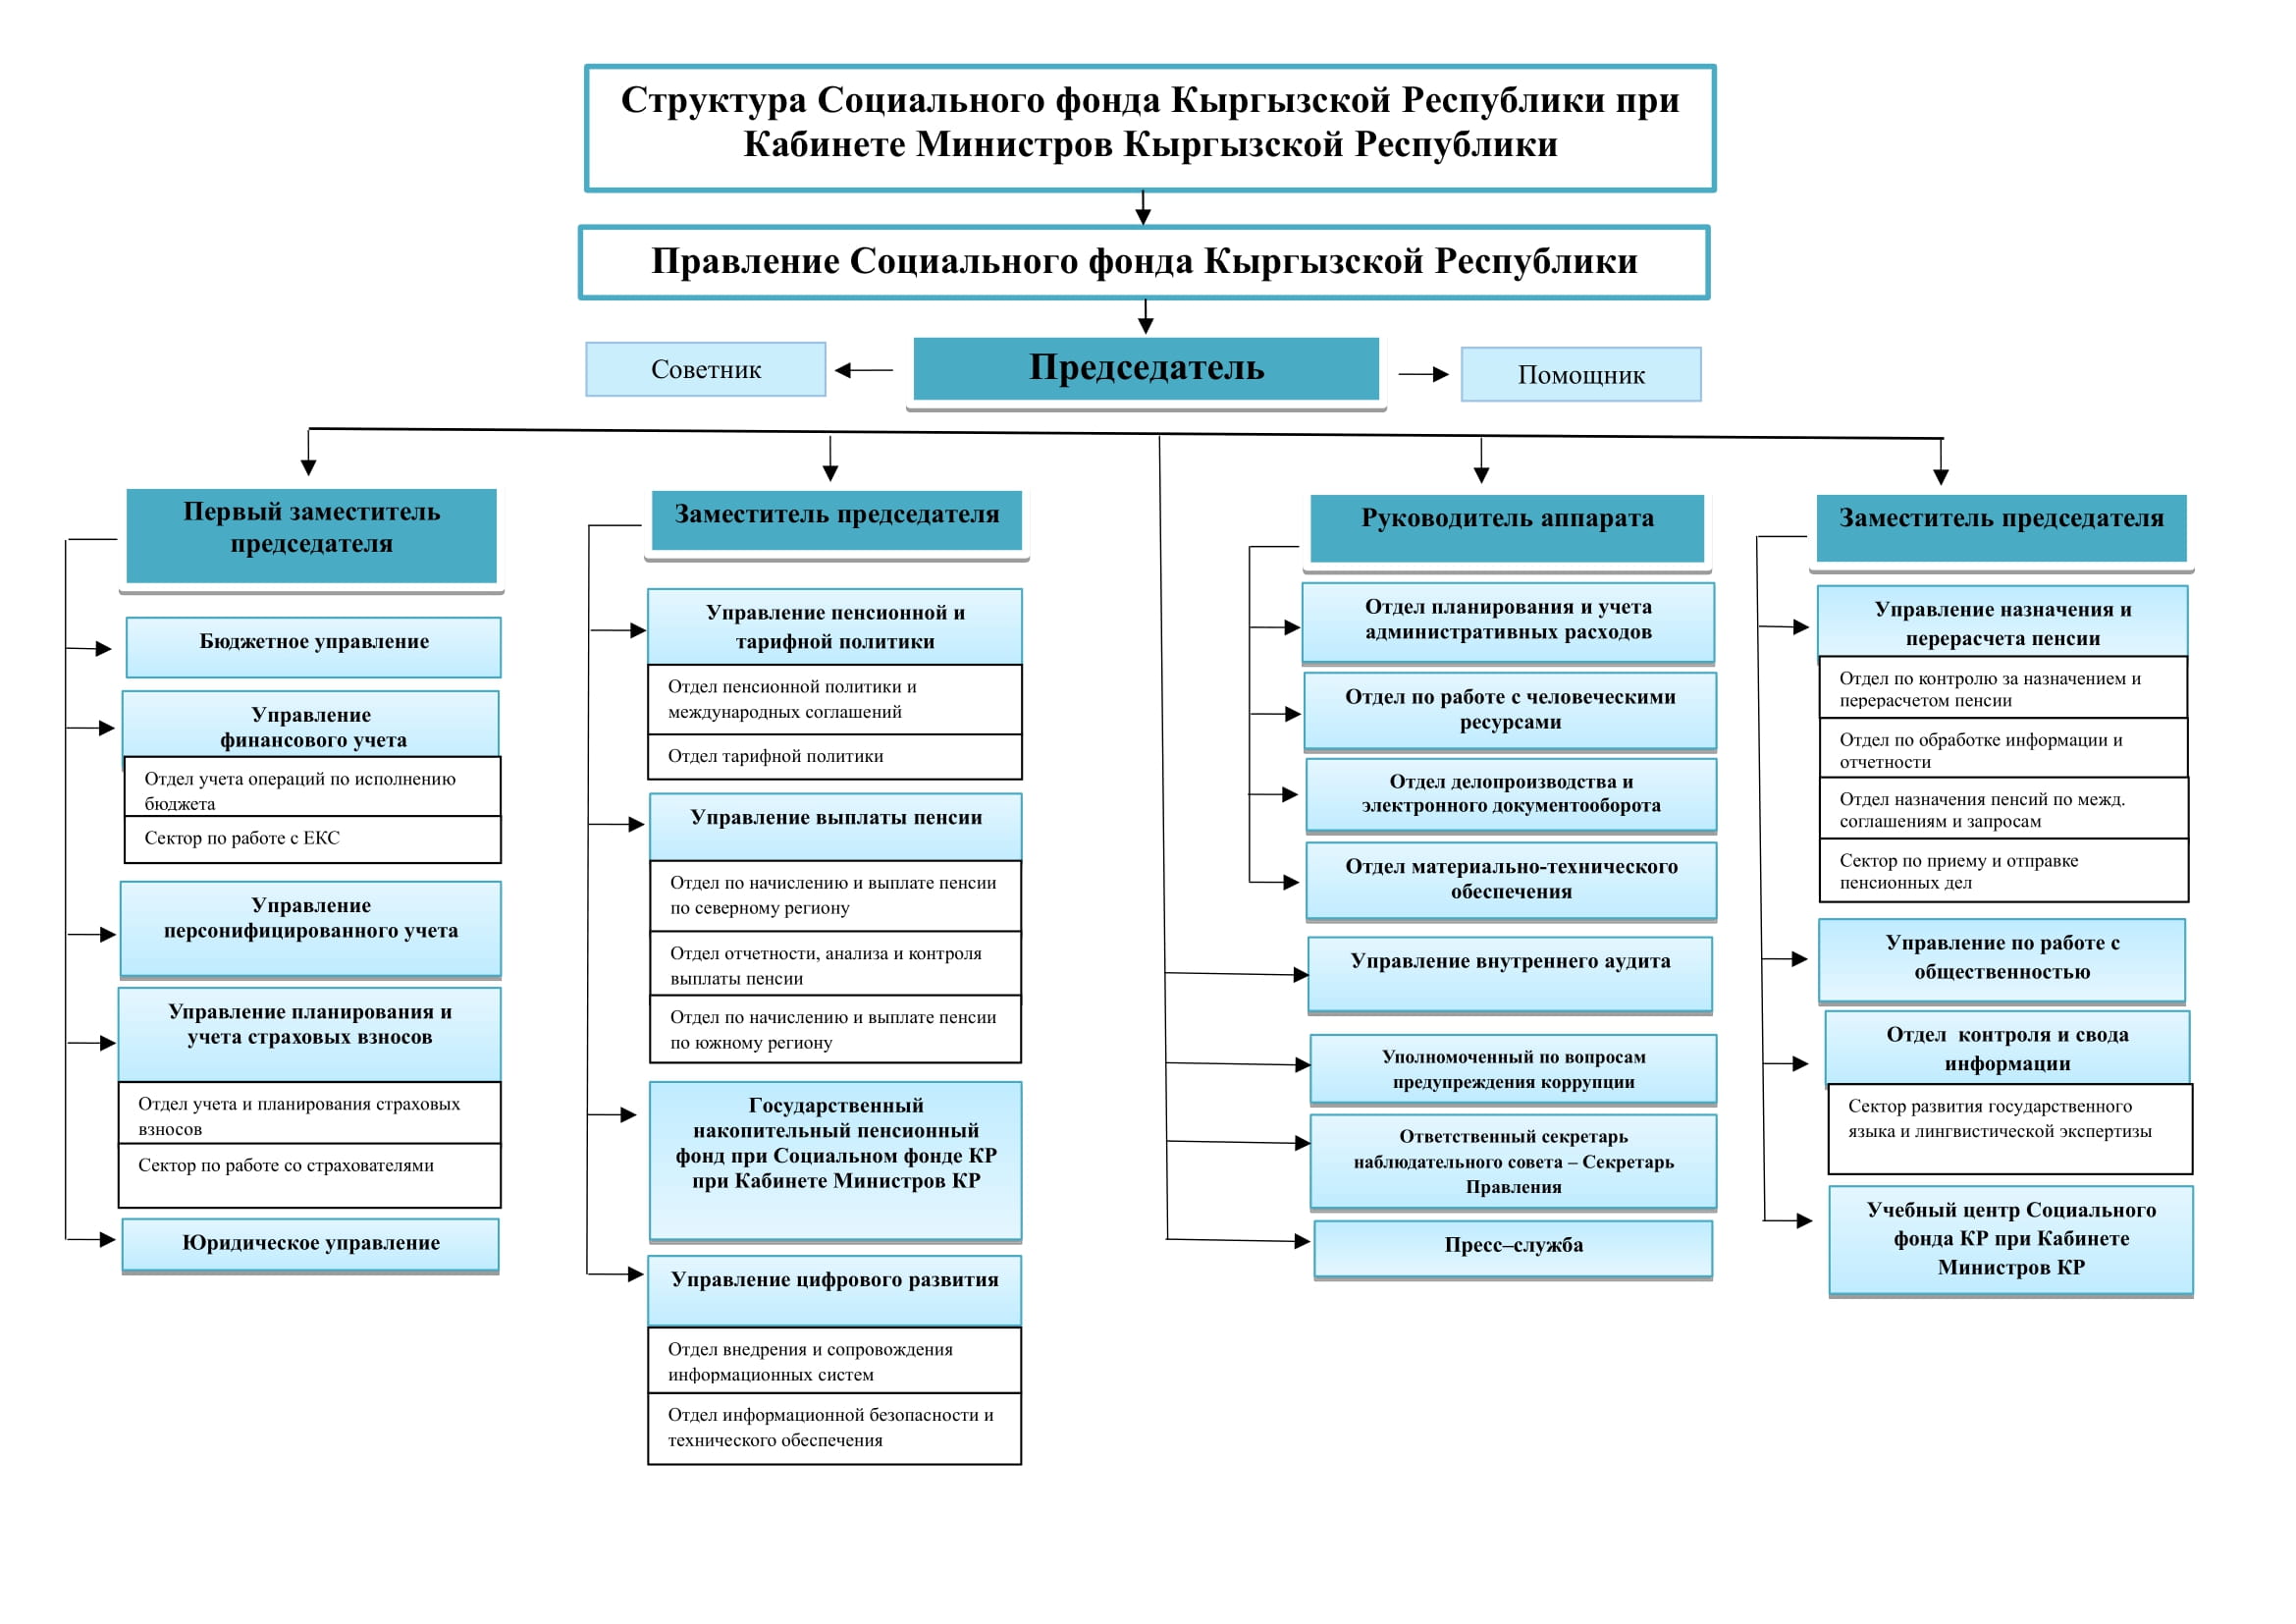 Структура Социального фонда Кыргызской Республики при
Кабинете Министров Кыргызской Республики
Правление Социального фонда Кыргызской Республики
Советник
Председатель
Помощник
Первый заместитель
председателя
Бюджетное управление
Управление
финансового учета
Отдел учета операций по исполнению
бюджета
Сектор по работе с ЕКС
Управление
персонифицированного учета
Управление планирования и
учета страховых взносов
Отдел учета и планирования страховых
взносов
Сектор по работе со страхователями
Юридическое управление
Заместитель председателя
Управление пенсионной и
тарифной политики
Отдел пенсионной политики и
международных соглашений
Отдел тарифной политики
Управление выплаты пенсии
Отдел по начислению и выплате пенсии
по северному региону
Отдел отчетности, анализа и контроля
выплаты пенсии
Отдел по начислению и выплате пенсии
по южному региону
Государственный
накопительный пенсионный
фонд при Социальном фонде КР
при Кабинете Министров КР
Управление цифрового развития
Отдел внедрения и сопровождения
информационных систем
Отдел информационной безопасности и
технического обеспечения
Руководитель аппарата
Отдел планирования и учета
административных расходов
Отдел по работе с человеческими
ресурсами
Отдел делопроизводства и
электронного документооборота
Отдел материально-технического
обеспечения
Управление внутреннего аудита
Уполномоченный по вопросам
предупреждения коррупции
Ответственный секретарь
наблюдательного совета – Секретарь
Правления
Пресс–служба
Заместитель председателя
Управление назначения и
перерасчета пенсии
Отдел по контролю за назначением и
перерасчетом пенсии
Отдел по обработке информации и
отчетности
Отдел назначения пенсий по межд.
соглашениям и запросам
Сектор по приему и отправке
пенсионных дел
Управление по работе с
общественностью
Отдел контроля и свода
информации
Сектор развития государственного
языка и лингвистической экспертизы
Учебный центр Социального
фонда КР при Кабинете
Министров КР